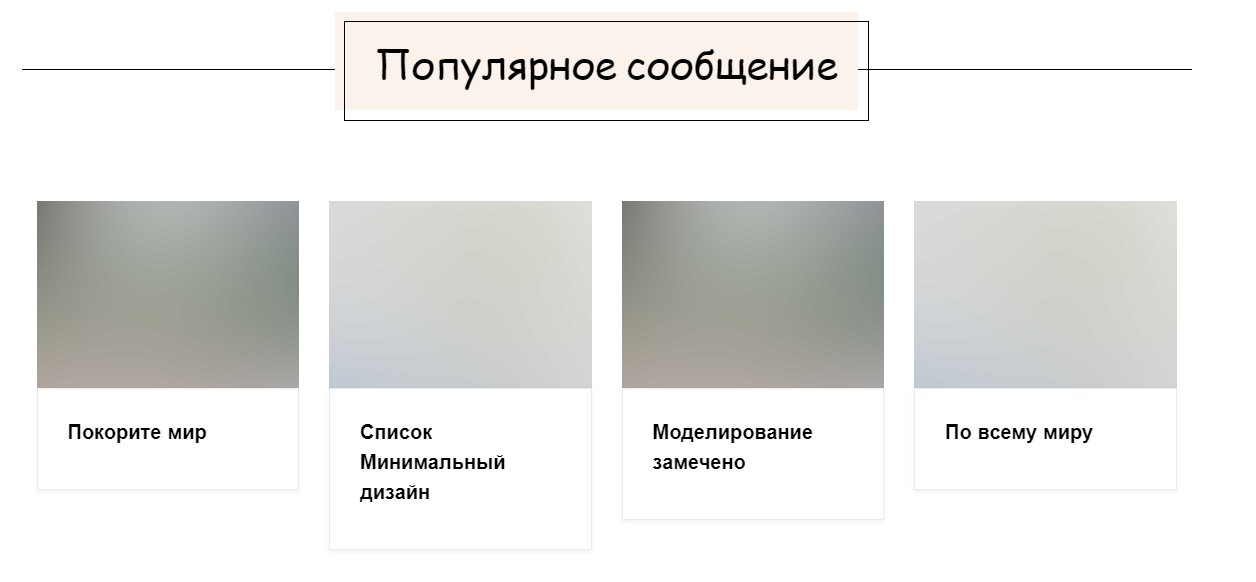 Популярное сообщение
Покорите мир
Список
Минимальный
дизайн
Моделирование
замечено
По всему миру